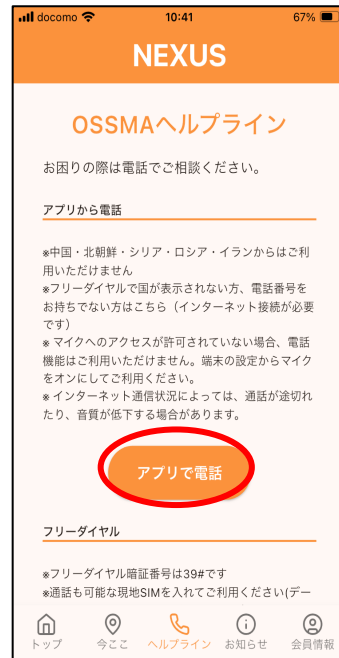 docomo 10:41 67%
NEXUS
OSSMAヘルプライン
お困りの際は電話でご相談ください。
アプリから電話
※中国・北朝鮮・シリア・ロシア・イランからはご利
用いただけません
※フリーダイヤルで国が表示されない方、電話番号を
お持ちでない方はこちら（インターネット接続が必要
です）
※ マイクへのアクセスが許可されていない場合、電話
機能はご利用いただけません。端末の設定からマイク
をオンにしてご利用ください。
※ インターネット通信状況によっては、通話が途切れ
たり、音質が低下する場合があります。
アプリで電話
フリーダイヤル
※フリーダイヤル暗証番号は39#です
※通話も可能な現地SIMを入れてご利用ください(デー
トップ 今ここ ヘルプライン お知らせ 会員情報